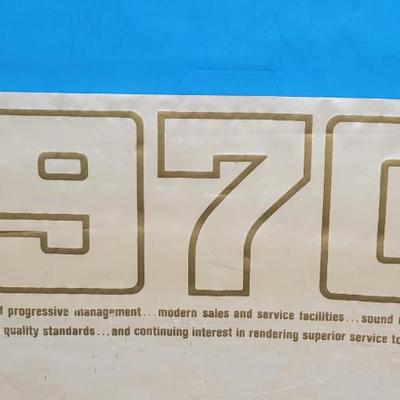 970
f progressive management...modern sales and service facilities...sound
quality standards...and continuing interest in rendering superior service to